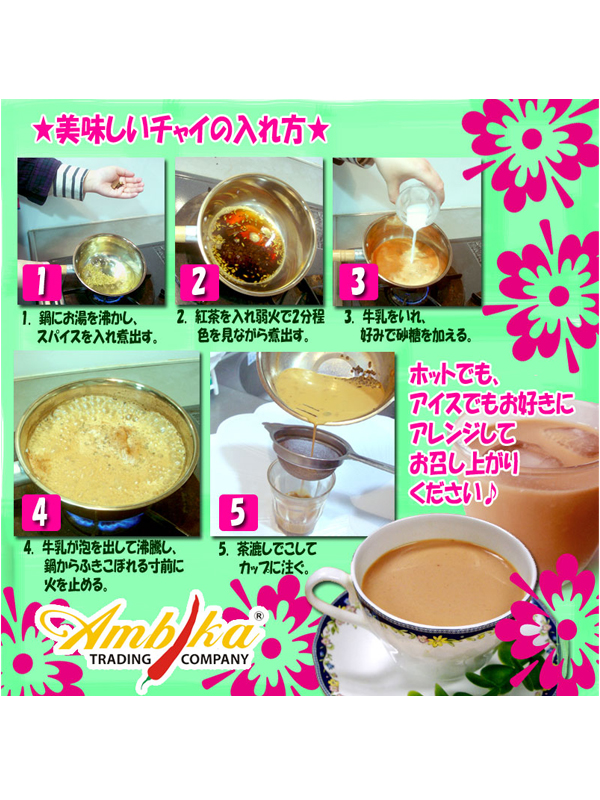 ★美味しいチャイの入れ方★
1
2
3
1. 鍋にお湯を沸かし、
スパイスを入れ煮出す。
2. 紅茶を入れ弱火で2分程
色を見ながら煮出す。
3. 牛乳をいれ、
好みで砂糖を加える。
ホットでも、
アイスでもお好きに
アレンジして
お召し上がり
ください♪
4
5
4. 牛乳が泡を出して沸騰し、
鍋からふきこぼれる寸前に
火を止める。
5. 茶漉しでこして
カップに注ぐ。
Ambika®
TRADING COMPANY